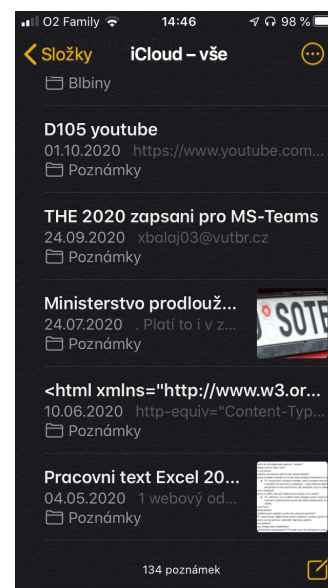 O2 Family 14:46 98 %
Složky iCloud – vše
Blbiny
D105 youtube
01.10.2020 https://www.youtube.com...
Poznámky
THE 2020 zapsani pro MS-Teams
24.09.2020 xbalaj03@vutbr.cz
Poznámky
Ministerstvo prodlouž...
24.07.2020 . Platí to i v z...
SOTE
Poznámky
<html xmlns="http://www.w3.or...
10.06.2020 http-equiv="Content-Typ...
Poznámky
Pracovni text Excel 20...
04.05.2020 1 webový od...
Poznámky
134 poznámek